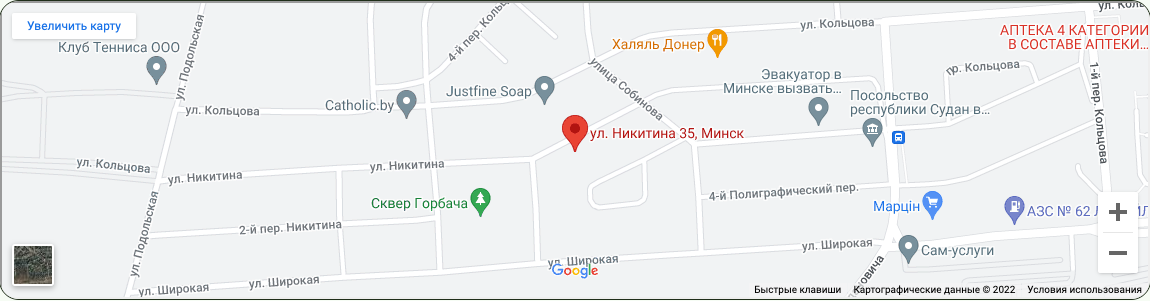 Увеличить карту
Клуб Тенниса ООО
ул. Подольская
4-й пер. Кольцова
Халяль Донер
ул. Кольцова
ул. Кол
АПТЕКА 4 КАТЕГОРИИ
В СОСТАВЕ АПТЕКИ...
1-й пер. Кольцова
пр. Кольцова
улица Собинова
Эвакуатор в
Минске вызвать...
Посольство
республики Судан в...
Justfine Soap
Catholic.by
ул. Кольцова
ул. Никитина 35, Минск
ул. Кольцова
ул. Никитина
ул. Никитина
4-й Полиграфический пер.
Сквер Горбача
Марцін
АЗС № 62
ул. Подольская
2-й пер. Никитина
ул. Широкая
Сам-услуги
ул. Широкая
Google
ул. Широкая
Быстрые клавиши
Картографические данные © 2022
Условия использования